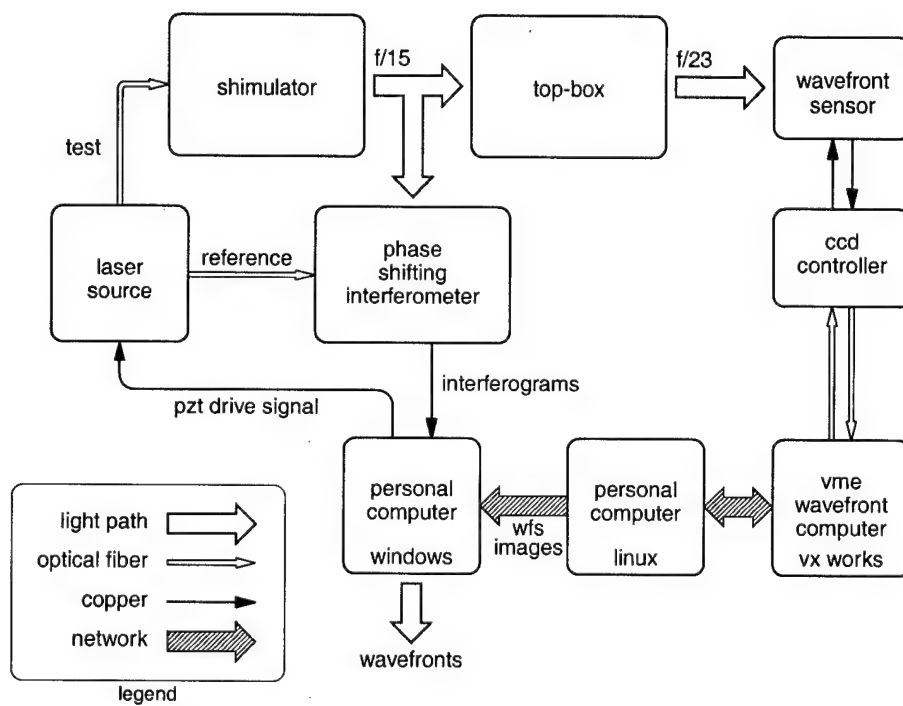 shimulator
f/15
top-box
f/23
wavefront
sensor
test
laser
source
reference
phase
shifting
interferometer
ccd
controller
pzt drive signal
interferograms
personal
computer
windows
wfs
images
personal
computer
linux
vme
wavefront
computer
vx works
light path
optical fiber
copper
network
legend
wavefronts